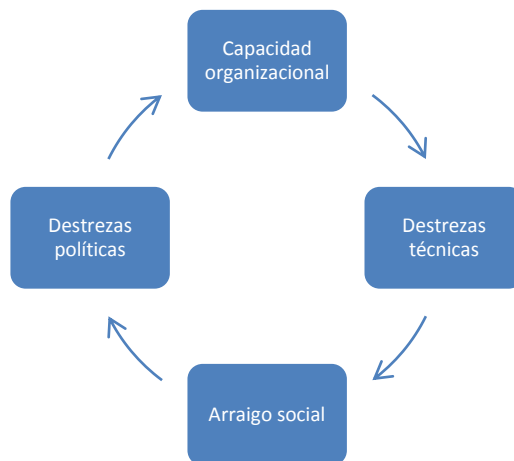 Capacidad
organizacional
Destrezas
políticas
Destrezas
técnicas
Arraigo social